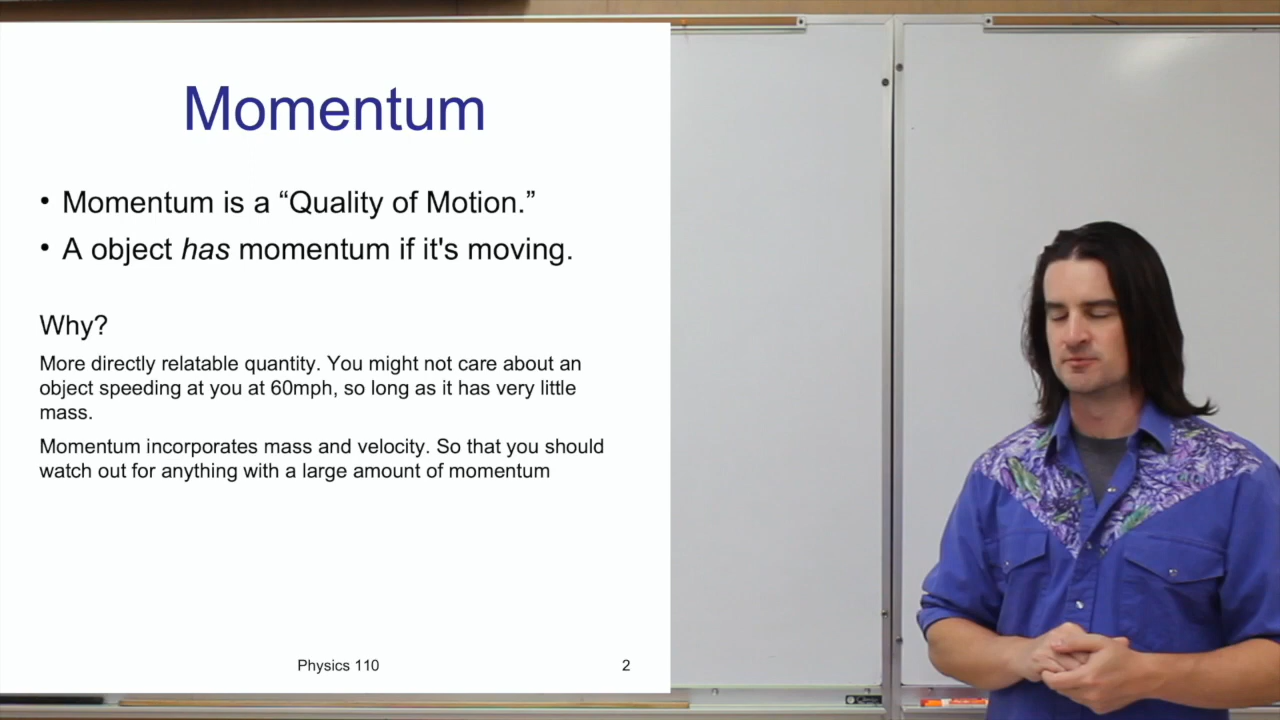 Momentum
• Momentum is a “Quality of Motion.”
• A object has momentum if it's moving.
Why?
More directly relatable quantity. You might not care about an
object speeding at you at 60mph, so long as it has very little
mass.
Momentum incorporates mass and velocity. So that you should
watch out for anything with a large amount of momentum
Physics 110
2